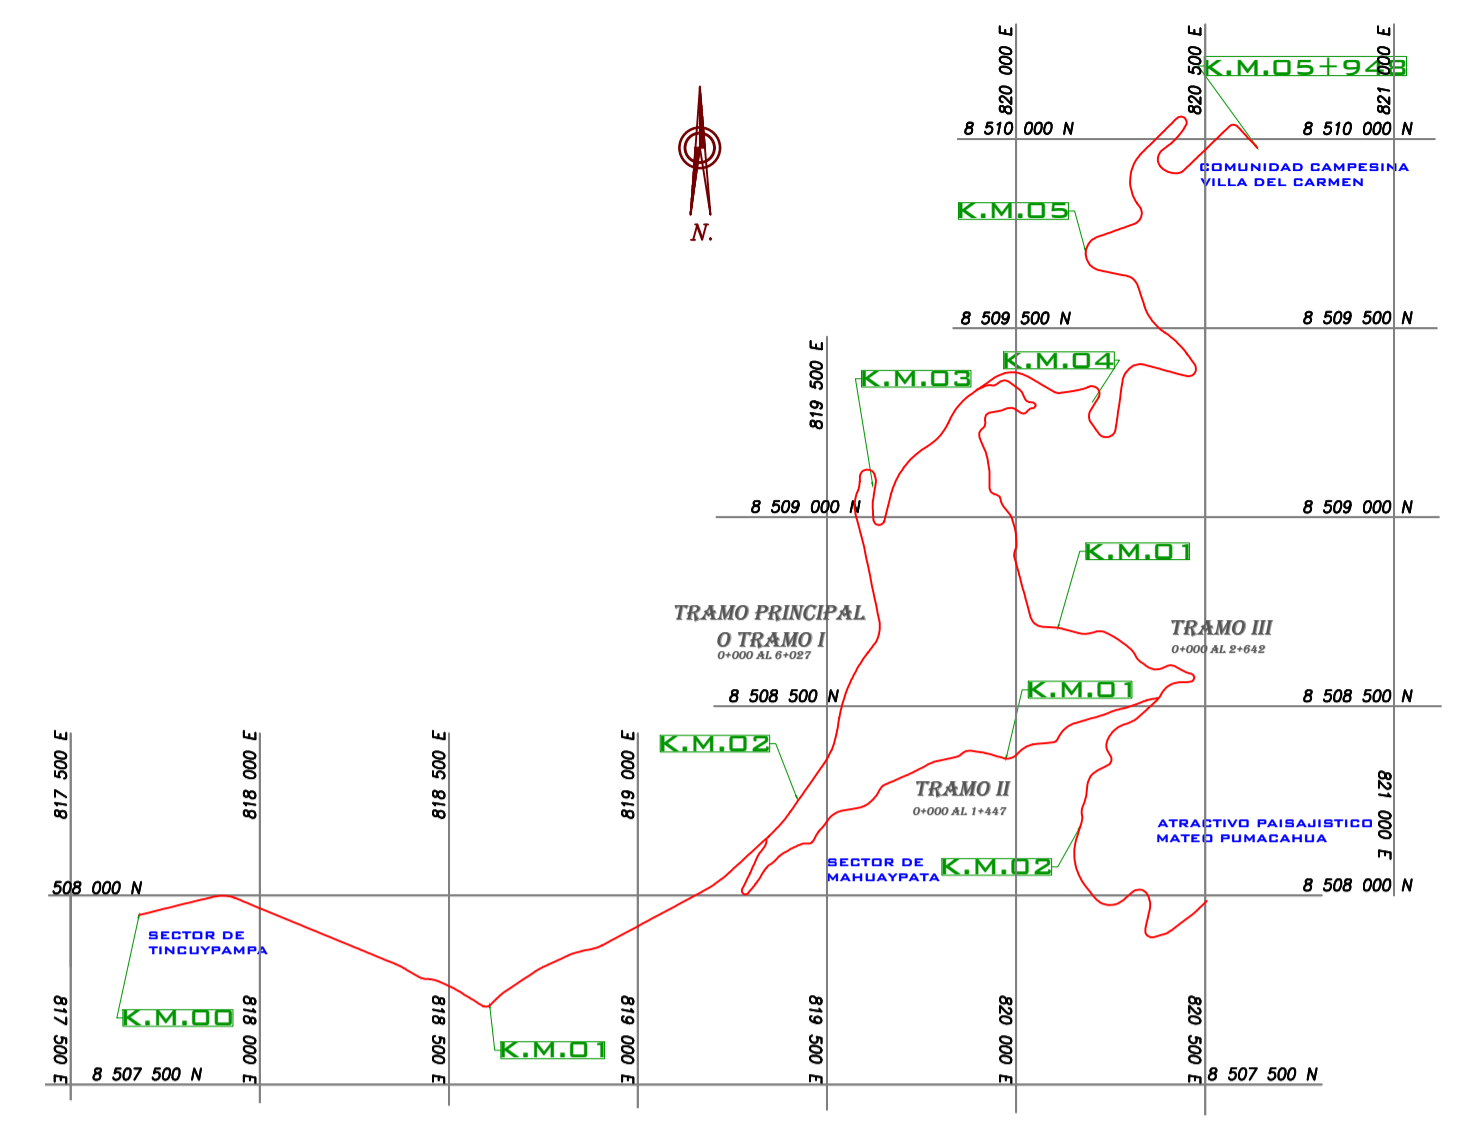 820 000 E
820 500 E
821 000 E
K.M.05+948
8 510 000 N
8 510 000 N
COMUNIDAD CAMPESINA
VILLA DEL CARMEN
K.M.05
N.
8 509 500 N
8 509 500 N
819 500 E
K.M.04
K.M.03
8 509 000 N
8 509 000 N
K.M.01
TRAMO PRINCIPAL
O TRAMO I
0+000 AL 6+027
TRAMO III
0+000 AL 2+642
K.M.01
8 508 500 N
8 508 500 N
K.M.02
817 500 E
818 000 E
818 500 E
819 000 E
TRAMO II
0+000 AL 1+447
821 000 E
ATRACTIVO PAISAJISTICO
MATEO PUMACAHUA
SECTOR DE
MAHUAYPATA
K.M.02
508 000 N
8 508 000 N
SECTOR DE
TINCUYPAMPA
K.M.00
K.M.01
817 500 E
818 000 E
818 500 E
819 000 E
819 500 E
820 000 E
820 500 E
8 507 500 N
8 507 500 N